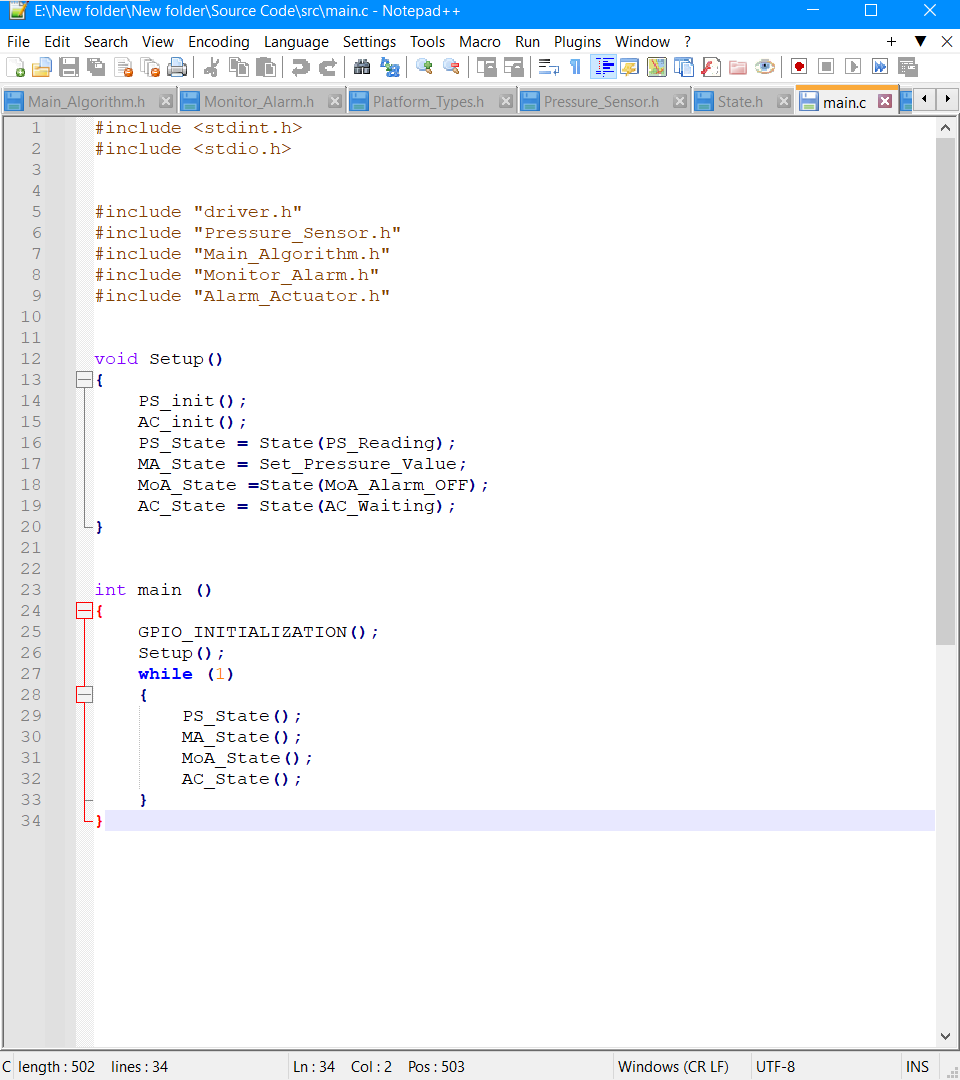 E:\New folder\New folder\Source Code\src\main.c - Notepad++
File Edit Search View Encoding Language Settings Tools Macro Run Plugins Window ?
Main_Algorithm.h Monitor_Alarm.h Platform_Types.h Pressure_Sensor.h State.h main.c
1 #include <stdint.h>
2 #include <stdio.h>
3
4
5 #include "driver.h"
6 #include "Pressure_Sensor.h"
7 #include "Main_Algorithm.h"
8 #include "Monitor_Alarm.h"
9 #include "Alarm_Actuator.h"
10
11
12 void Setup()
13 {
14 PS_init();
15 AC_init();
16 PS_State = State(PS_Reading);
17 MA_State = Set_Pressure_Value;
18 MoA_State =State(MoA_Alarm_OFF);
19 AC_State = State(AC_Waiting);
20 }
21
22
23 int main ()
24 {
25 GPIO_INITIALIZATION();
26 Setup();
27 while (1)
28 {
29 PS_State();
30 MA_State();
31 MoA_State();
32 AC_State();
33 }
34 }
C length : 502 lines : 34 Ln : 34 Col : 2 Pos : 503 Windows (CR LF) UTF-8 INS